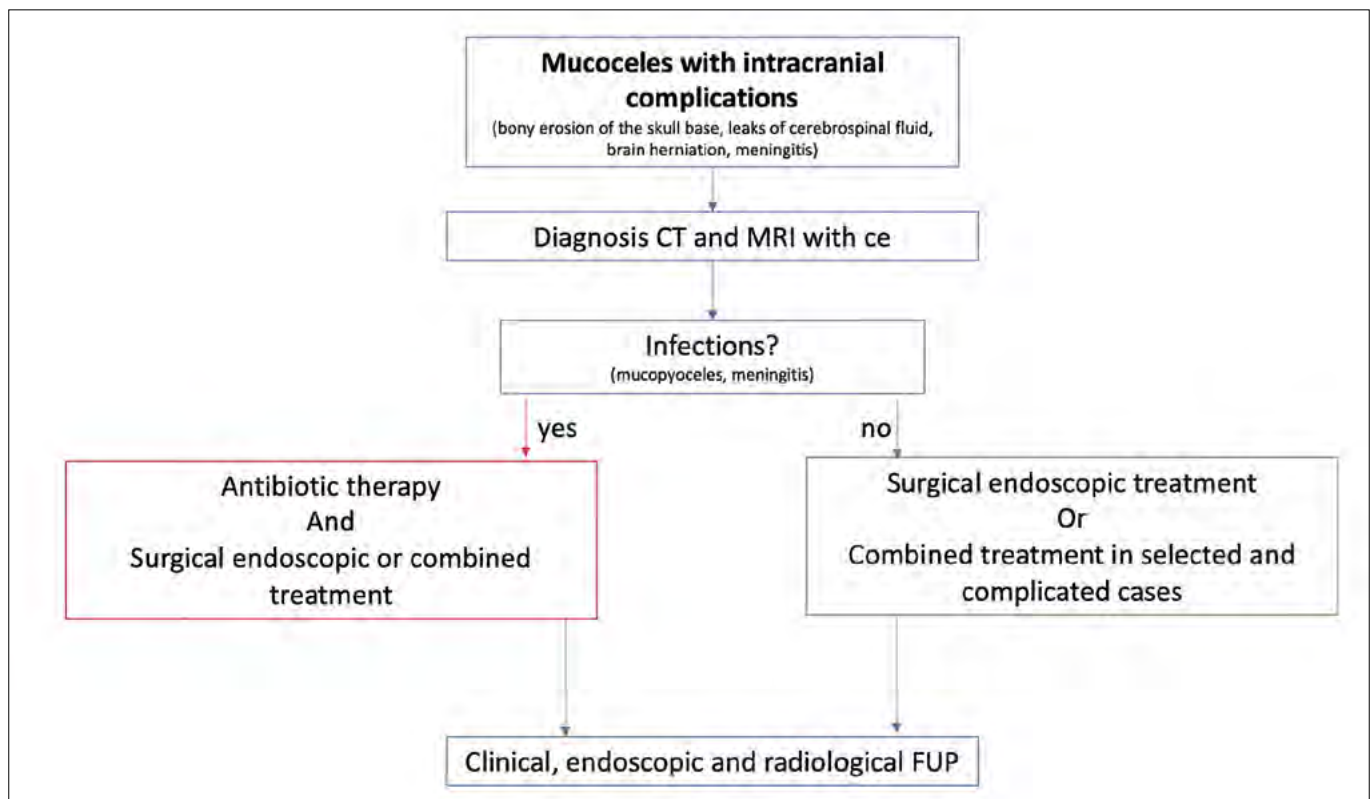 Mucoceles with intracranial
complications
(bony erosion of the skull base, leaks of cerebrospinal fluid,
brain herniation, meningitis)
Diagnosis CT and MRI with ce
Infections?
(mucopyoceles, meningitis)
yes
no
Antibiotic therapy
And
Surgical endoscopic or combined
treatment
Surgical endoscopic treatment
Or
Combined treatment in selected and
complicated cases
Clinical, endoscopic and radiological FUP